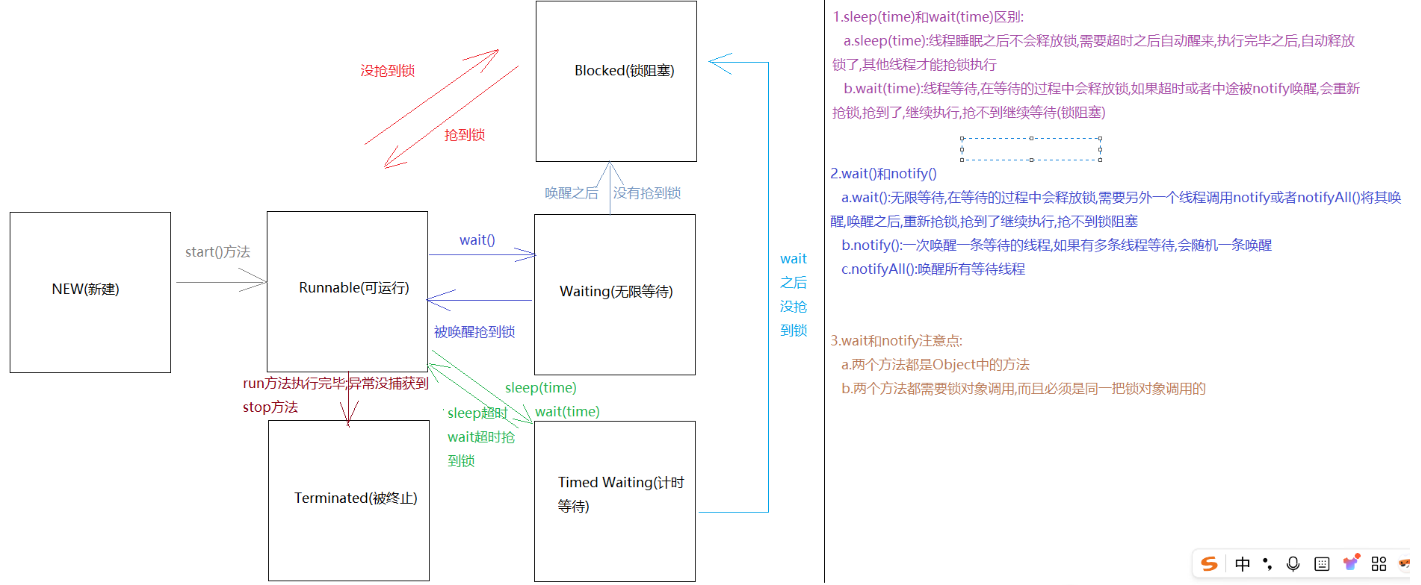 没抢到锁
抢到锁
Blocked(锁阻塞)
唤醒之后
没有抢到锁
NEW(新建)
start()方法
Runnable(可运行)
wait()
被唤醒抢到锁
Waiting(无限等待)
wait
之后
没抢
到锁
run方法执行完毕;异常没捕获到
stop方法
sleep(time)
wait(time)
sleep超时
wait超时抢
到锁
Terminated(被终止)
Timed Waiting(计时
等待)
1.sleep(time)和wait(time)区别:
a.sleep(time):线程睡眠之后不会释放锁,需要超时之后自动醒来,执行完毕之后,自动释放
锁了,其他线程才能抢锁执行
b.wait(time):线程等待,在等待的过程中会释放锁,如果超时或者中途被notify唤醒,会重新
抢锁,抢到了,继续执行,抢不到继续等待(锁阻塞)
2.wait()和notify()
a.wait():无限等待,在等待的过程中会释放锁,需要另外一个线程调用notify或者notifyAll()将其唤
醒,唤醒之后,重新抢锁,抢到了继续执行,抢不到锁阻塞
b.notify():一次唤醒一条等待的线程,如果有多条线程等待,会随机一条唤醒
c.notifyAll():唤醒所有等待线程
3.wait和notify注意点:
a.两个方法都是Object中的方法
b.两个方法都需要锁对象调用,而且必须是同一把锁对象调用的
中